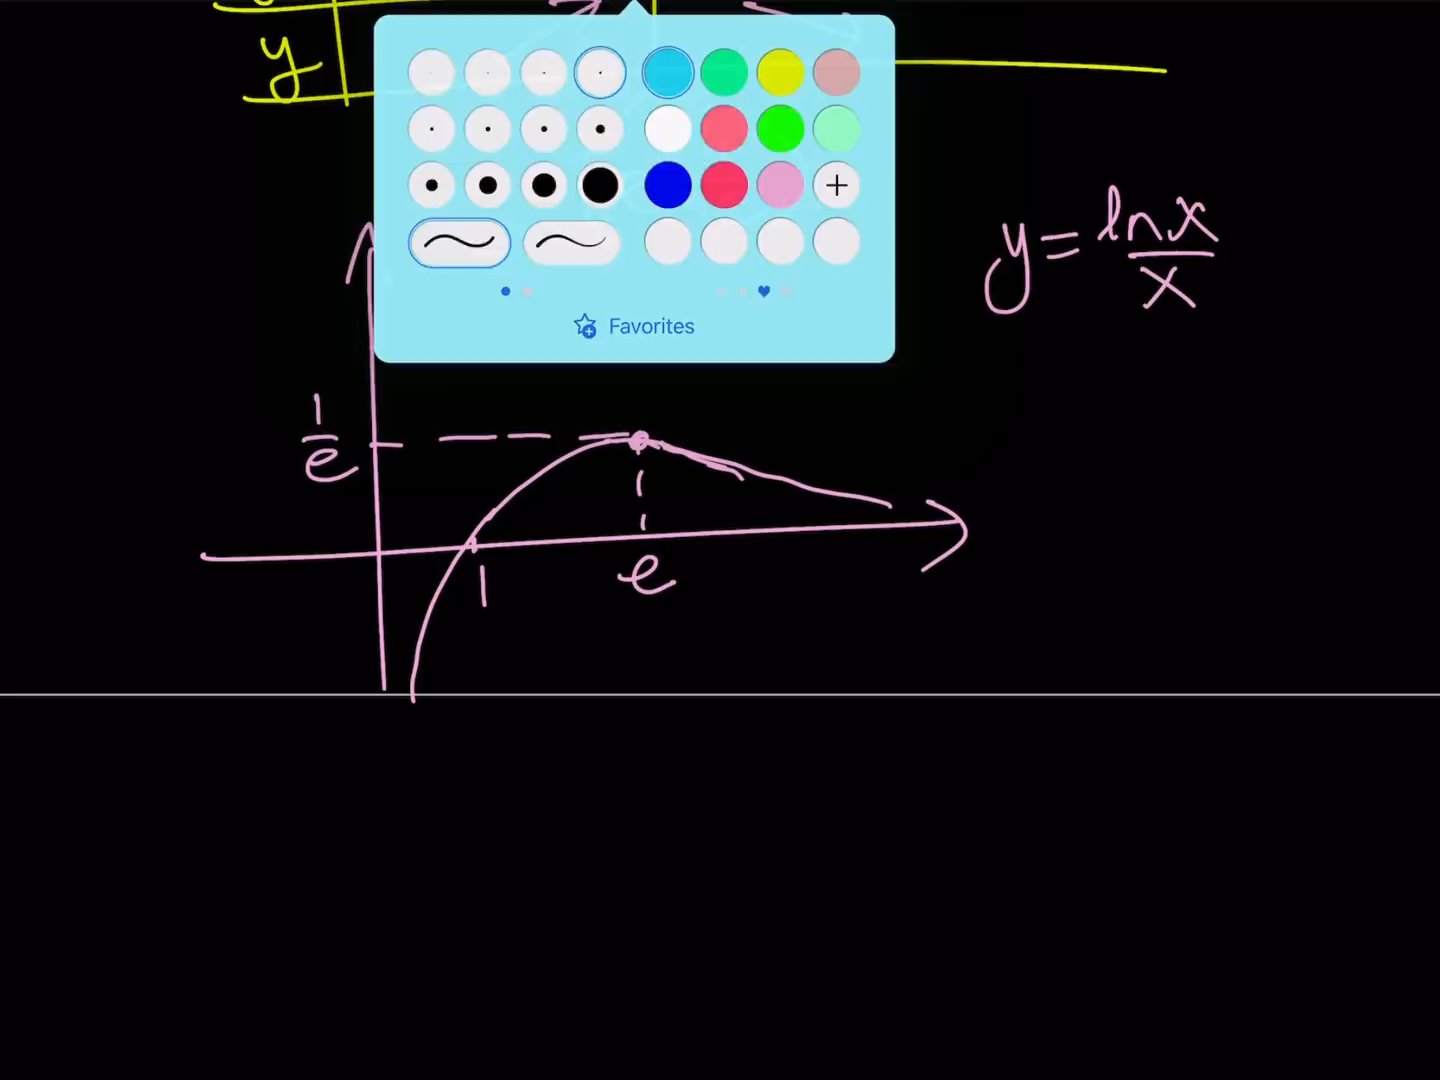 y
y = ln x / x
Favorites
1/e
1
e